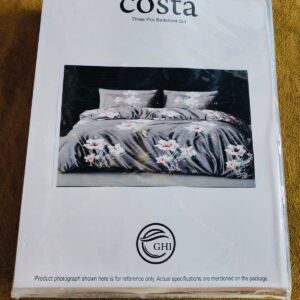 costa
Three Pcs Bedsheet Set
GHI
Product photograph shown here is for reference only. Actual specifications are mentioned on the package.